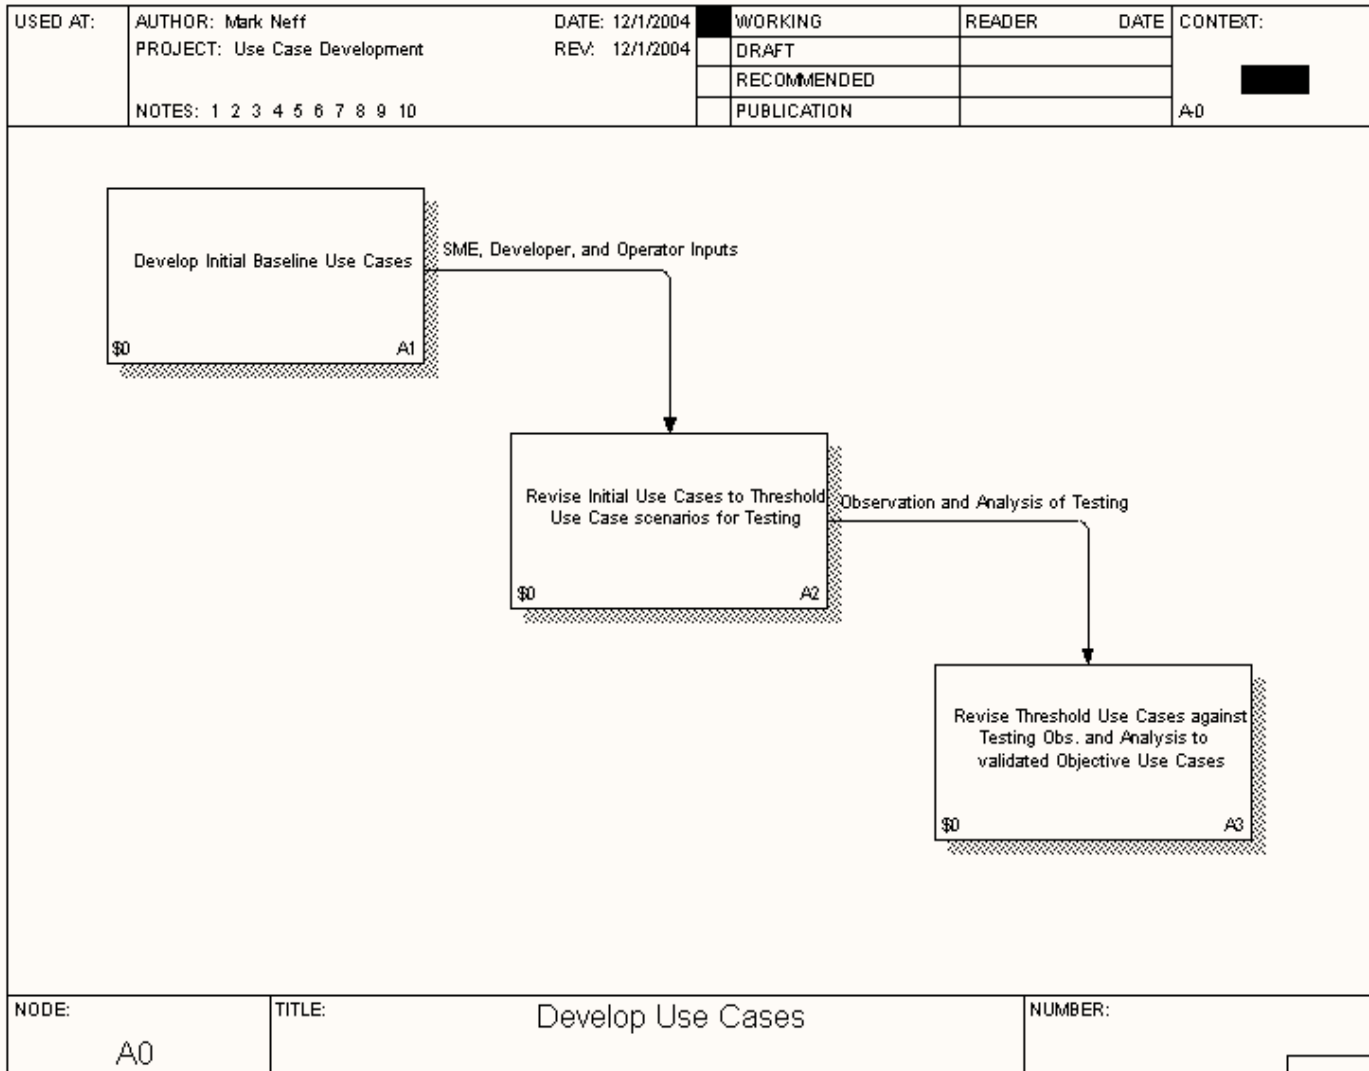 USED AT:
AUTHOR: Mark Neff
DATE: 12/1/2004
PROJECT: Use Case Development
REV: 12/1/2004
NOTES: 1 2 3 4 5 6 7 8 9 10
WORKING
DRAFT
RECOMMENDED
PUBLICATION
READER DATE
CONTEXT:
A-0
Develop Initial Baseline Use Cases
$0 A1
SME, Developer, and Operator Inputs
Revise Initial Use Cases to Threshold
Use Case scenarios for Testing
$0 A2
Observation and Analysis of Testing
Revise Threshold Use Cases against
Testing Obs. and Analysis to
validated Objective Use Cases
$0 A3
NODE:
A0
TITLE:
Develop Use Cases
NUMBER: